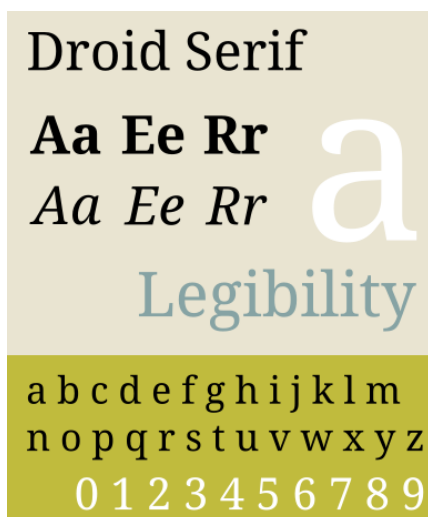 Droid Serif
Aa Ee Rr
Aa Ee Rr
a
Legibility
a b c d e f g h i j k l m
n o p q r s t u v w x y z
0 1 2 3 4 5 6 7 8 9